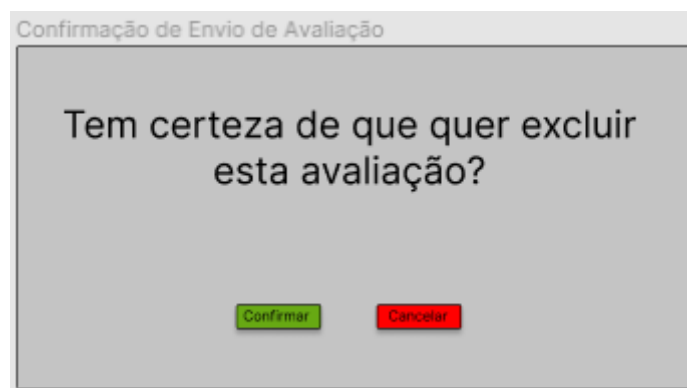 Confirmação de Envio de Avaliação
Tem certeza de que quer excluir
esta avaliação?
Confirmar
Cancelar